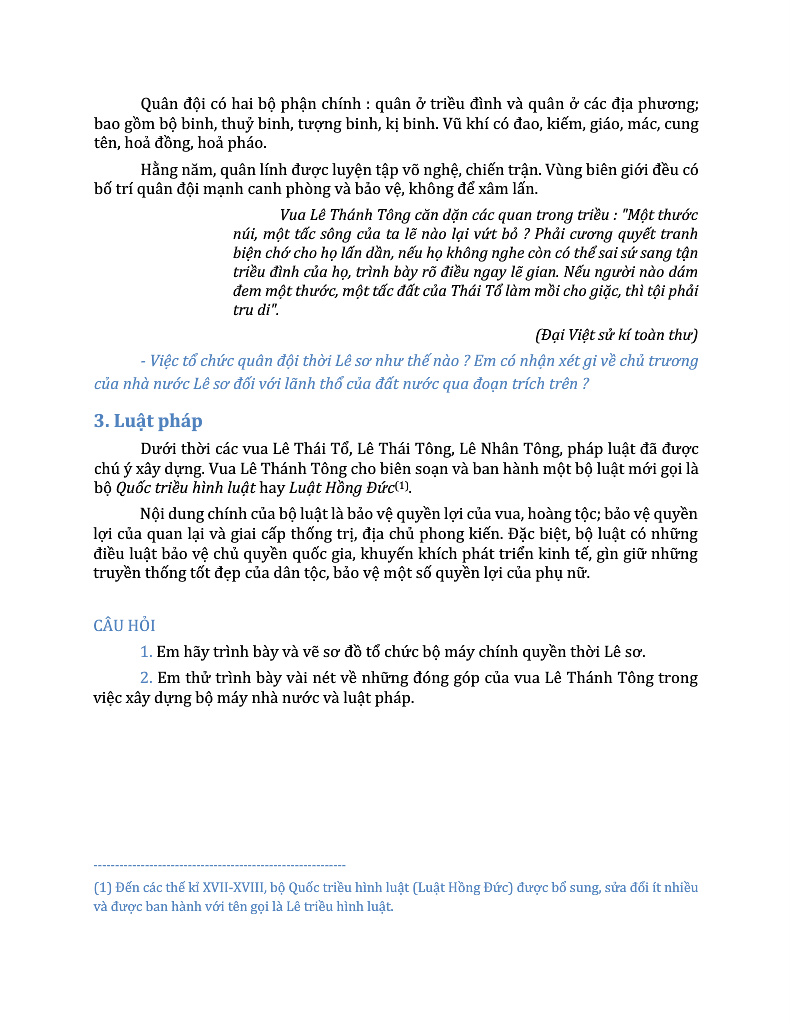 Quân đội có hai bộ phận chính : quân ở triều đình và quân ở các địa phương;
bao gồm bộ binh, thuỷ binh, tượng binh, kị binh. Vũ khí có đao, kiếm, giáo, mác, cung
tên, hoả đồng, hoả pháo.
Hằng năm, quân lính được luyện tập võ nghệ, chiến trận. Vùng biên giới đều có
bố trí quân đội mạnh canh phòng và bảo vệ, không để xâm lấn.
Vua Lê Thánh Tông căn dặn các quan trong triều : "Một thước
núi, một tấc sông của ta lẽ nào lại vứt bỏ ? Phải cương quyết tranh
biện chớ cho họ lấn dần, nếu họ không nghe còn có thể sai sứ sang tận
triều đình của họ, trình bày rõ điều ngay lẽ gian. Nếu người nào dám
đem một thước, một tấc đất của Thái Tổ làm mồi cho giặc, thì tội phải
tru di".
(Đại Việt sử kí toàn thư)
- Việc tổ chức quân đội thời Lê sơ như thế nào ? Em có nhận xét gi về chủ trương
của nhà nước Lê sơ đối với lãnh thổ của đất nước qua đoạn trích trên ?
3. Luật pháp
Dưới thời các vua Lê Thái Tổ, Lê Thái Tông, Lê Nhân Tông, pháp luật đã được
chú ý xây dựng. Vua Lê Thánh Tông cho biên soạn và ban hành một bộ luật mới gọi là
bộ Quốc triều hình luật hay Luật Hồng Đức(1).
Nội dung chính của bộ luật là bảo vệ quyền lợi của vua, hoàng tộc; bảo vệ quyền
lợi của quan lại và giai cấp thống trị, địa chủ phong kiến. Đặc biệt, bộ luật có những
điều luật bảo vệ chủ quyền quốc gia, khuyến khích phát triển kinh tế, gìn giữ những
truyền thống tốt đẹp của dân tộc, bảo vệ một số quyền lợi của phụ nữ.
CÂU HỎI
1. Em hãy trình bày và vẽ sơ đồ tổ chức bộ máy chính quyền thời Lê sơ.
2. Em thử trình bày vài nét về những đóng góp của vua Lê Thánh Tông trong
việc xây dựng bộ máy nhà nước và luật pháp.
-----------------------------------------------------------
(1) Đến các thế kỉ XVII-XVIII, bộ Quốc triều hình luật (Luật Hồng Đức) được bổ sung, sửa đổi ít nhiều
và được ban hành với tên gọi là Lê triều hình luật.